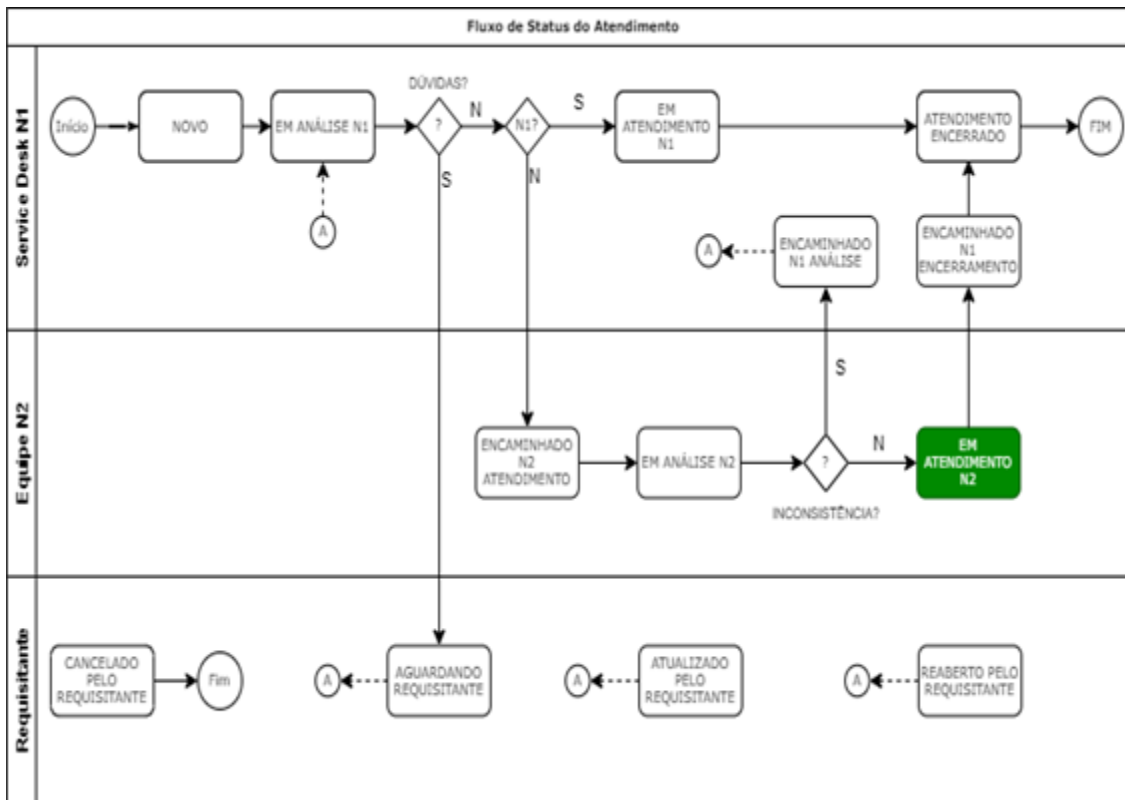 Fluxo de Status do Atendimento
Service Desk N1
Início
NOVO
EM ANÁLISE N1
DÚVIDAS?
?
N
S
N1?
S
N
EM
ATENDIMENTO
N1
ATENDIMENTO
ENCERRADO
FIM
A
A
ENCAMINHADO
N1 ANÁLISE
ENCAMINHADO
N1
ENCERRAMENTO
Equipe N2
ENCAMINHADO
N2
ATENDIMENTO
EM ANÁLISE N2
S
?
N
INCONSISTÊNCIA?
EM
ATENDIMENTO
N2
Requisitante
CANCELADO
PELO
REQUISITANTE
Fim
A
AGUARDANDO
REQUISITANTE
A
ATUALIZADO
PELO
REQUISITANTE
A
REABERTO PELO
REQUISITANTE